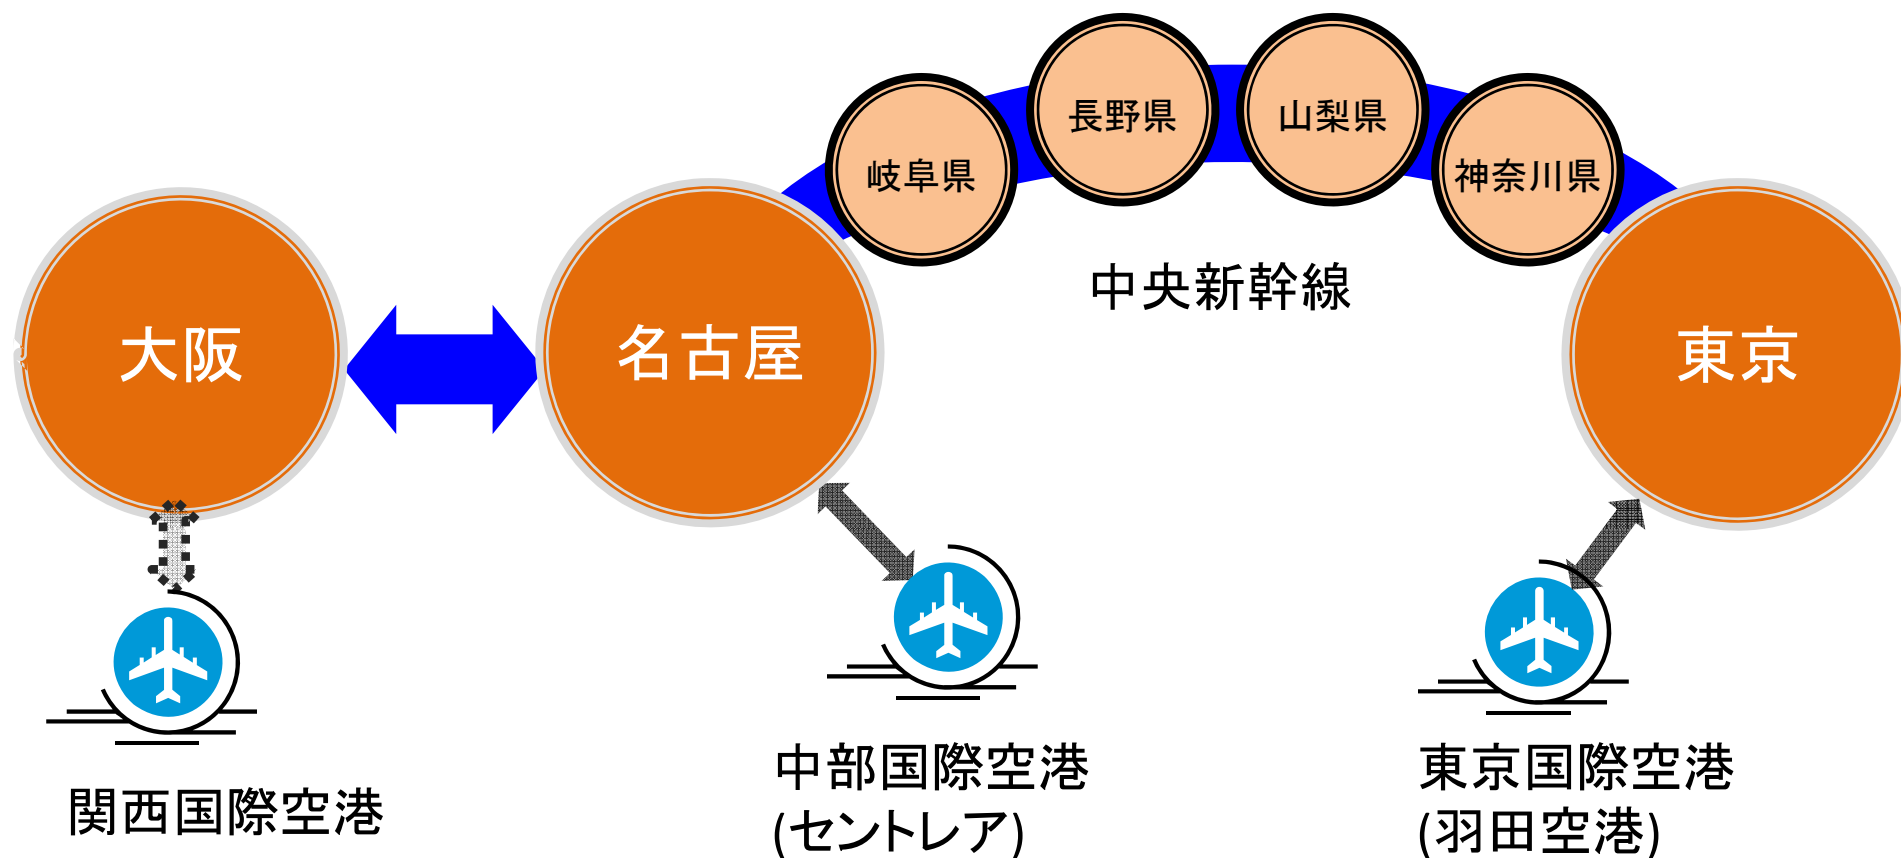 岐阜県
長野県
山梨県
神奈川県
中央新幹線
大阪
名古屋
東京
関西国際空港
中部国際空港
(セントレア)
東京国際空港
(羽田空港)